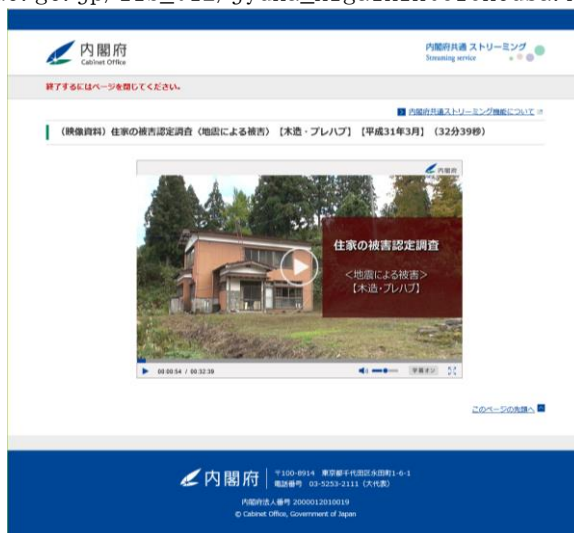 内閣府
Cabinet Office
内閣府共通 ストリーミング
Streaming service
終了するにはページを閉じてください。
内閣府共通ストリーミング機能について
（映像資料）住家の被害認定調査〈地震による被害〉【木造・プレハブ】【平成31年3月】（32分39秒）
内閣府
住家の被害認定調査
＜地震による被害＞
【木造・プレハブ】
00:00:54 / 00:32:39
字幕オン
このページの先頭へ
内閣府
〒100-8914 東京都千代田区永田町1-6-1
電話番号 03-5253-2111（大代表）
内閣府法人番号 2000012010019
© Cabinet Office, Government of Japan